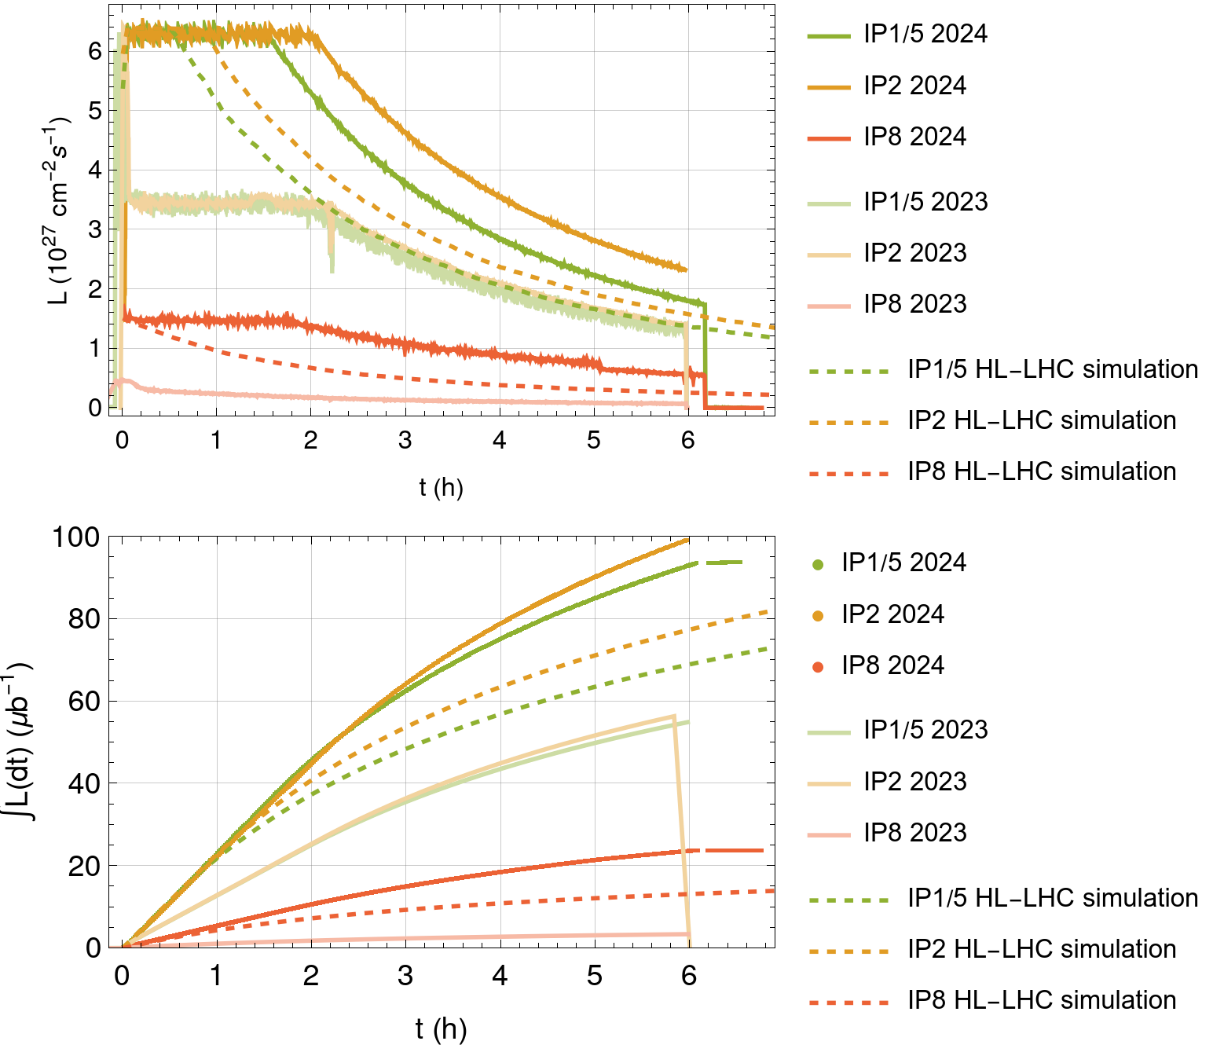 L (10²⁷ cm⁻² s⁻¹)
6
5
4
3
2
1
0
0 1 2 3 4 5 6
t (h)
IP1/5 2024
IP2 2024
IP8 2024
IP1/5 2023
IP2 2023
IP8 2023
IP1/5 HL−LHC simulation
IP2 HL−LHC simulation
IP8 HL−LHC simulation
∫L(dt) (μb⁻¹)
100
80
60
40
20
0
0 1 2 3 4 5 6
t (h)
IP1/5 2024
IP2 2024
IP8 2024
IP1/5 2023
IP2 2023
IP8 2023
IP1/5 HL−LHC simulation
IP2 HL−LHC simulation
IP8 HL−LHC simulation